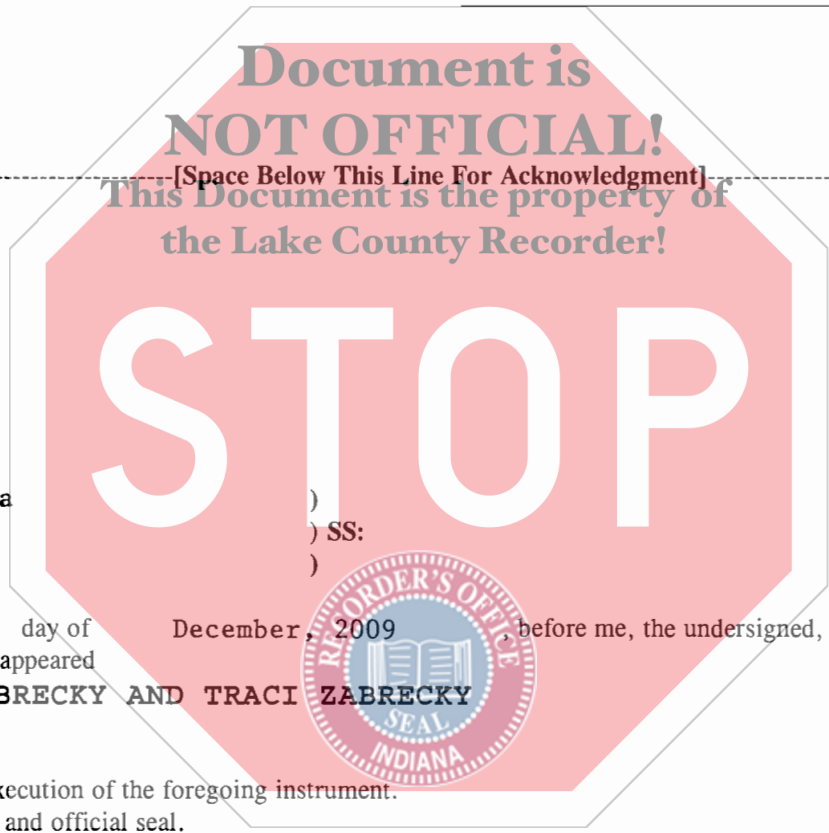 Document is
NOT OFFICIAL!
[Space Below This Line For Acknowledgment]
This Document is the property of
the Lake County Recorder!
STOP
a )
) SS:
)
day of December, 2009 , before me, the undersigned,
appeared
BRECKY AND TRACI ZABRECKY
RECORDER'S OFFICE
SEAL
INDIANA
xecution of the foregoing instrument.
and official seal.